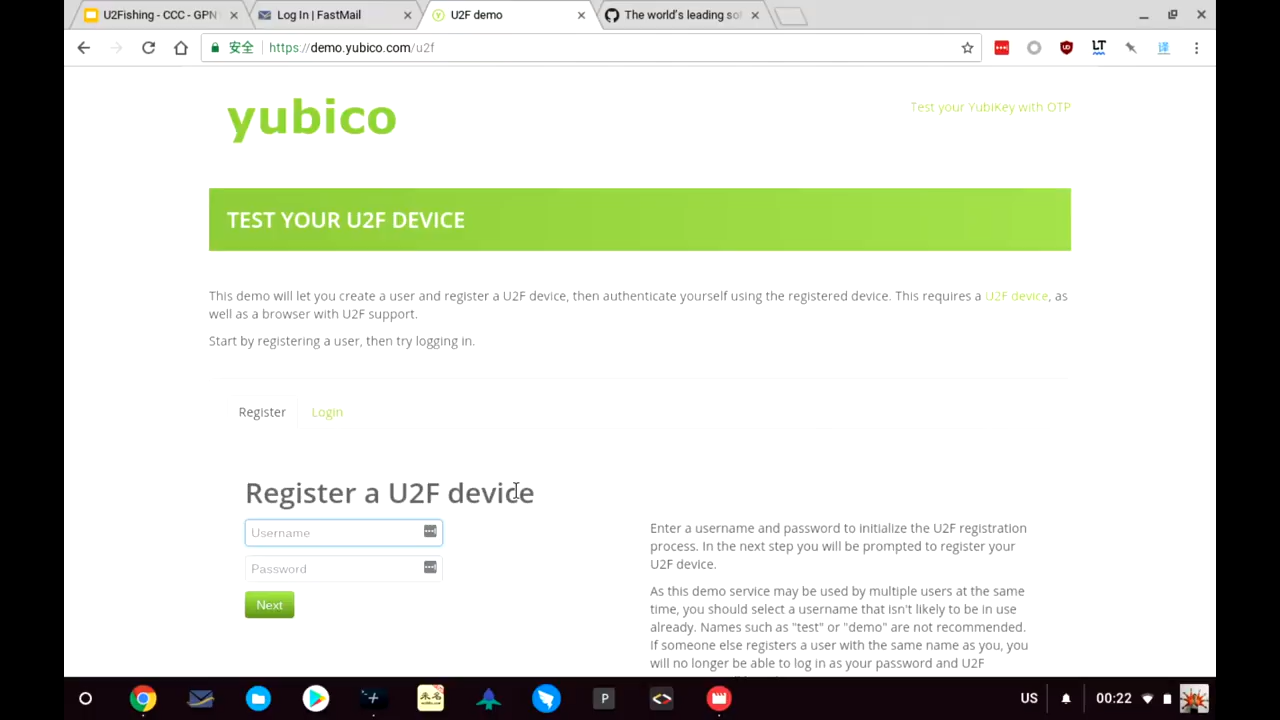 U2Fishing - CCC - GPN
Log In | FastMail
U2F demo
The world's leading so
安全
https://demo.yubico.com/u2f
LT
yubico
Test your YubiKey with OTP
TEST YOUR U2F DEVICE
This demo will let you create a user and register a U2F device, then authenticate yourself using the registered device. This requires a U2F device, as
well as a browser with U2F support.
Start by registering a user, then try logging in.
Register
Login
Register a U2F device
Username
Password
Next
Enter a username and password to initialize the U2F registration
process. In the next step you will be prompted to register your
U2F device.
As this demo service may be used by multiple users at the same
time, you should select a username that isn't likely to be in use
already. Names such as "test" or "demo" are not recommended.
If someone else registers a user with the same name as you, you
will no longer be able to log in as your password and U2F
P
US
00:22